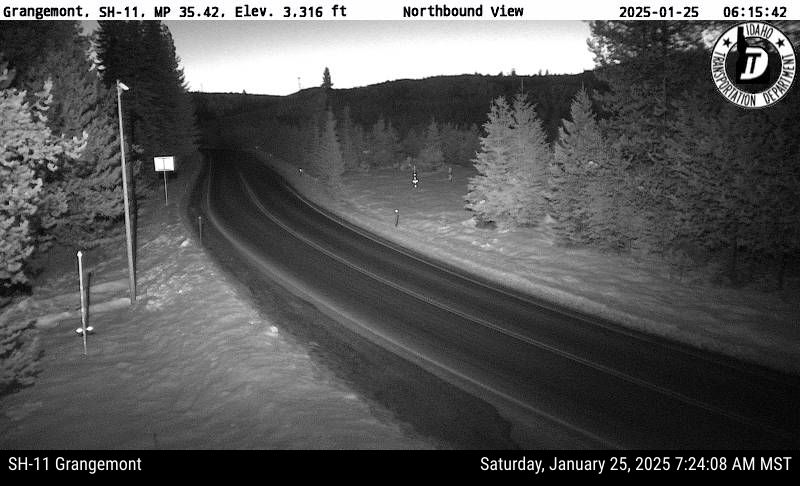 Grangemont, SH-11, MP 35.42, Elev. 3,316 ft Northbound View 2025-01-25 06:15:42
IDAHO
TRANSPORTATION DEPARTMENT
SH-11 Grangemont Saturday, January 25, 2025 7:24:08 AM MST